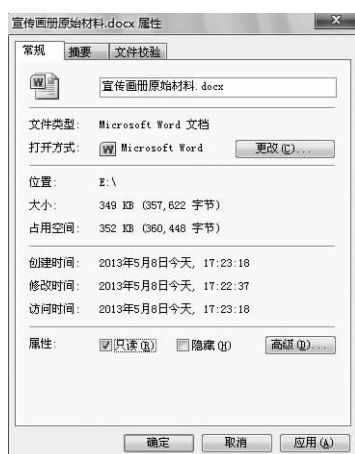 宣传画册原始材料.docx 属性
常规 摘要 文件校验
宣传画册原始材料.docx
文件类型: Microsoft Word 文档
打开方式: Microsoft Word 更改(C)...
位置: E:\
大小: 349 KB (357,622 字节)
占用空间: 352 KB (360,448 字节)
创建时间: 2013年5月8日今天, 17:23:18
修改时间: 2013年5月8日今天, 17:22:37
访问时间: 2013年5月8日今天, 17:23:18
属性: 只读(R) 隐藏(H) 高级(D)...
确定 取消 应用(A)